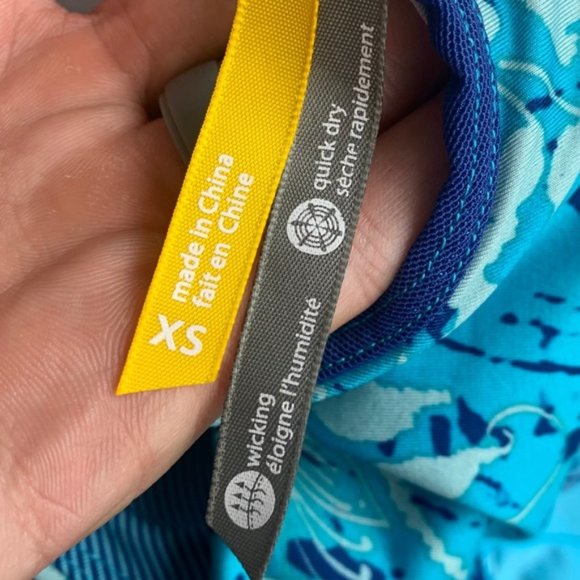 made in China
fait en Chine
XS
quick dry
sèche rapidement
wicking
éloigne l'humidité